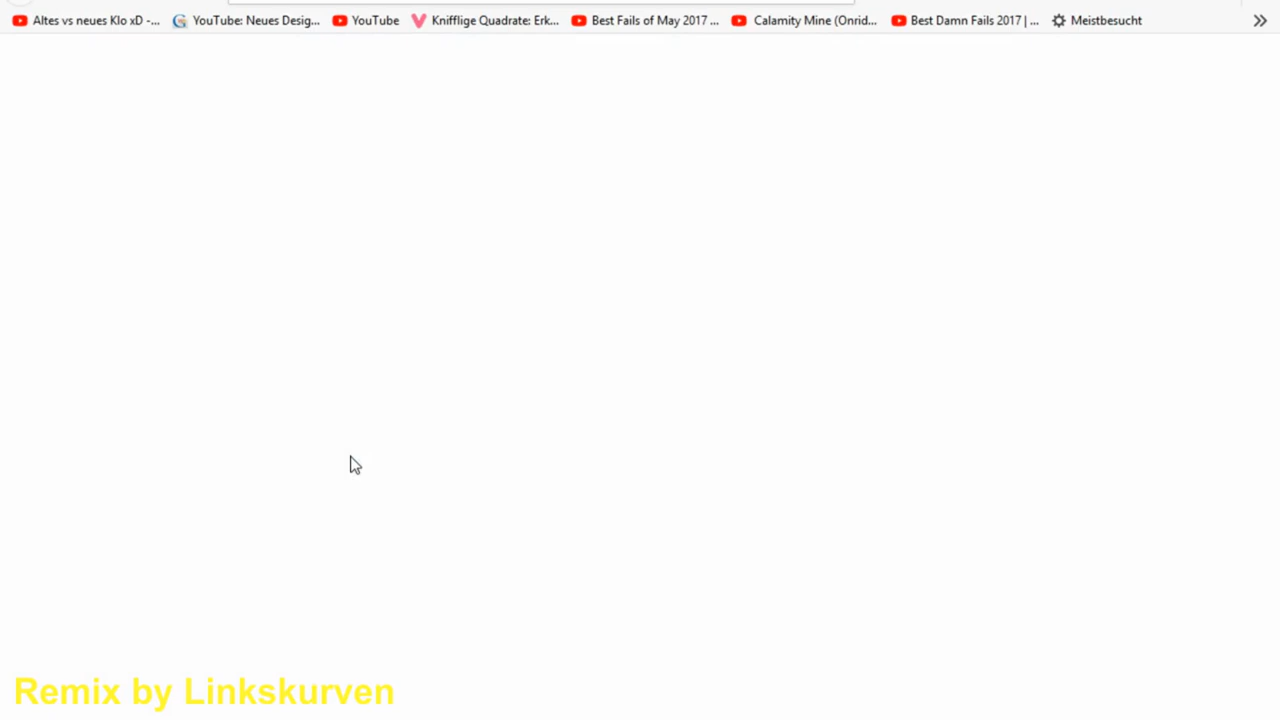 Altes vs neues Klo xD -... YouTube: Neues Desig... YouTube Knifflige Quadrate: Erk... Best Fails of May 2017 ... Calamity Mine (Onrid... Best Damn Fails 2017 | ... Meistbesucht
Remix by Linkskurven